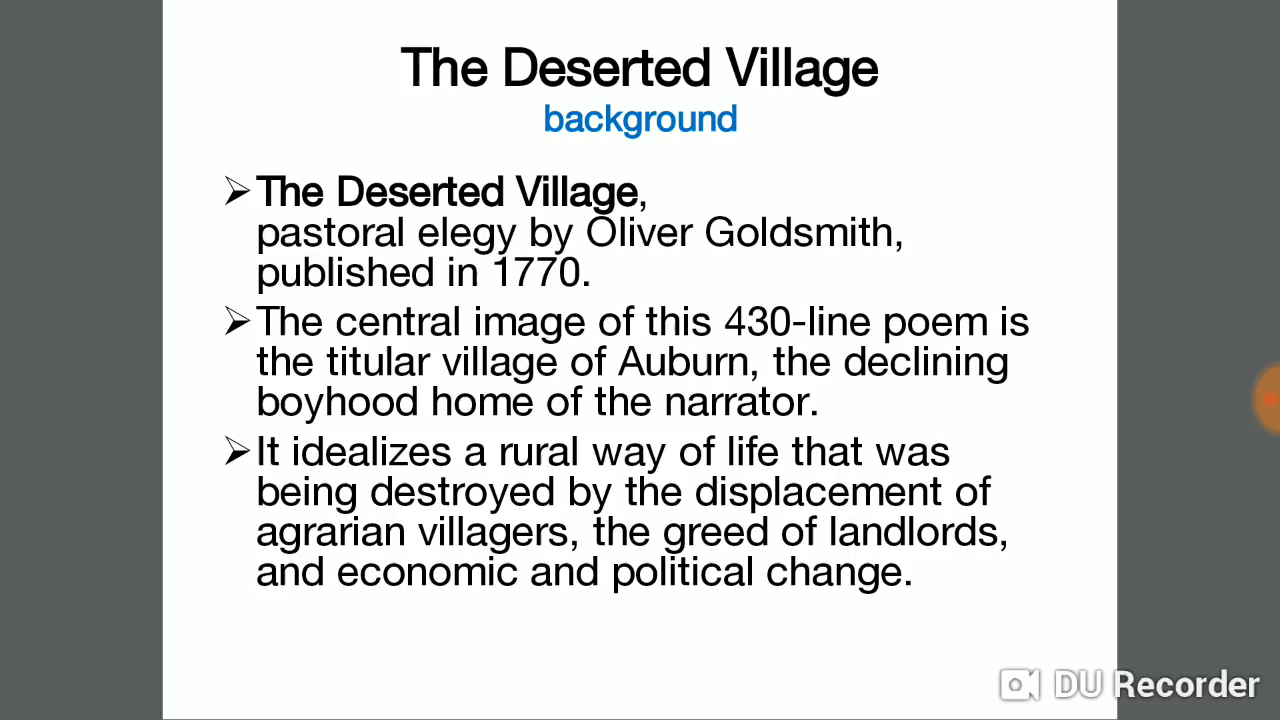 The Deserted Village
background
➢The Deserted Village,
pastoral elegy by Oliver Goldsmith,
published in 1770.
➢The central image of this 430-line poem is
the titular village of Auburn, the declining
boyhood home of the narrator.
➢It idealizes a rural way of life that was
being destroyed by the displacement of
agrarian villagers, the greed of landlords,
and economic and political change.
DU Recorder